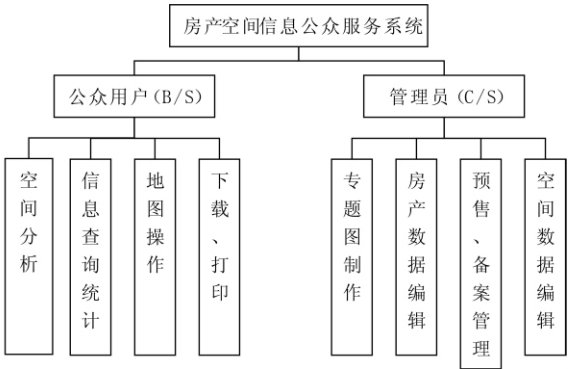 房产空间信息公众服务系统
公众用户(B/S)
管理员(C/S)
空间分析
信息查询统计
地图操作
下载、打印
专题图制作
房产数据编辑
预售、备案管理
空间数据编辑